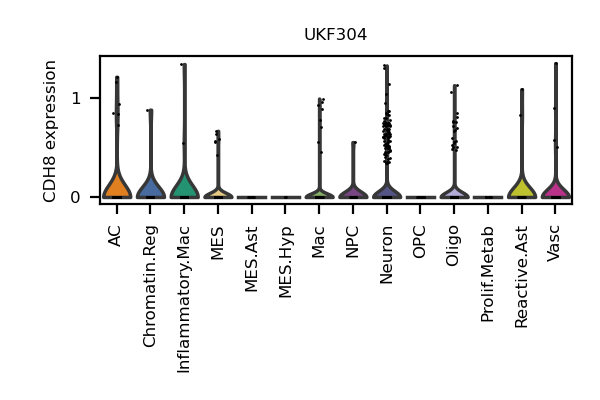 UKF304
CDH8 expression
1
0
AC
Chromatin.Reg
Inflammatory.Mac
MES
MES.Ast
MES.Hyp
Mac
NPC
Neuron
OPC
Oligo
Prolif.Metab
Reactive.Ast
Vasc